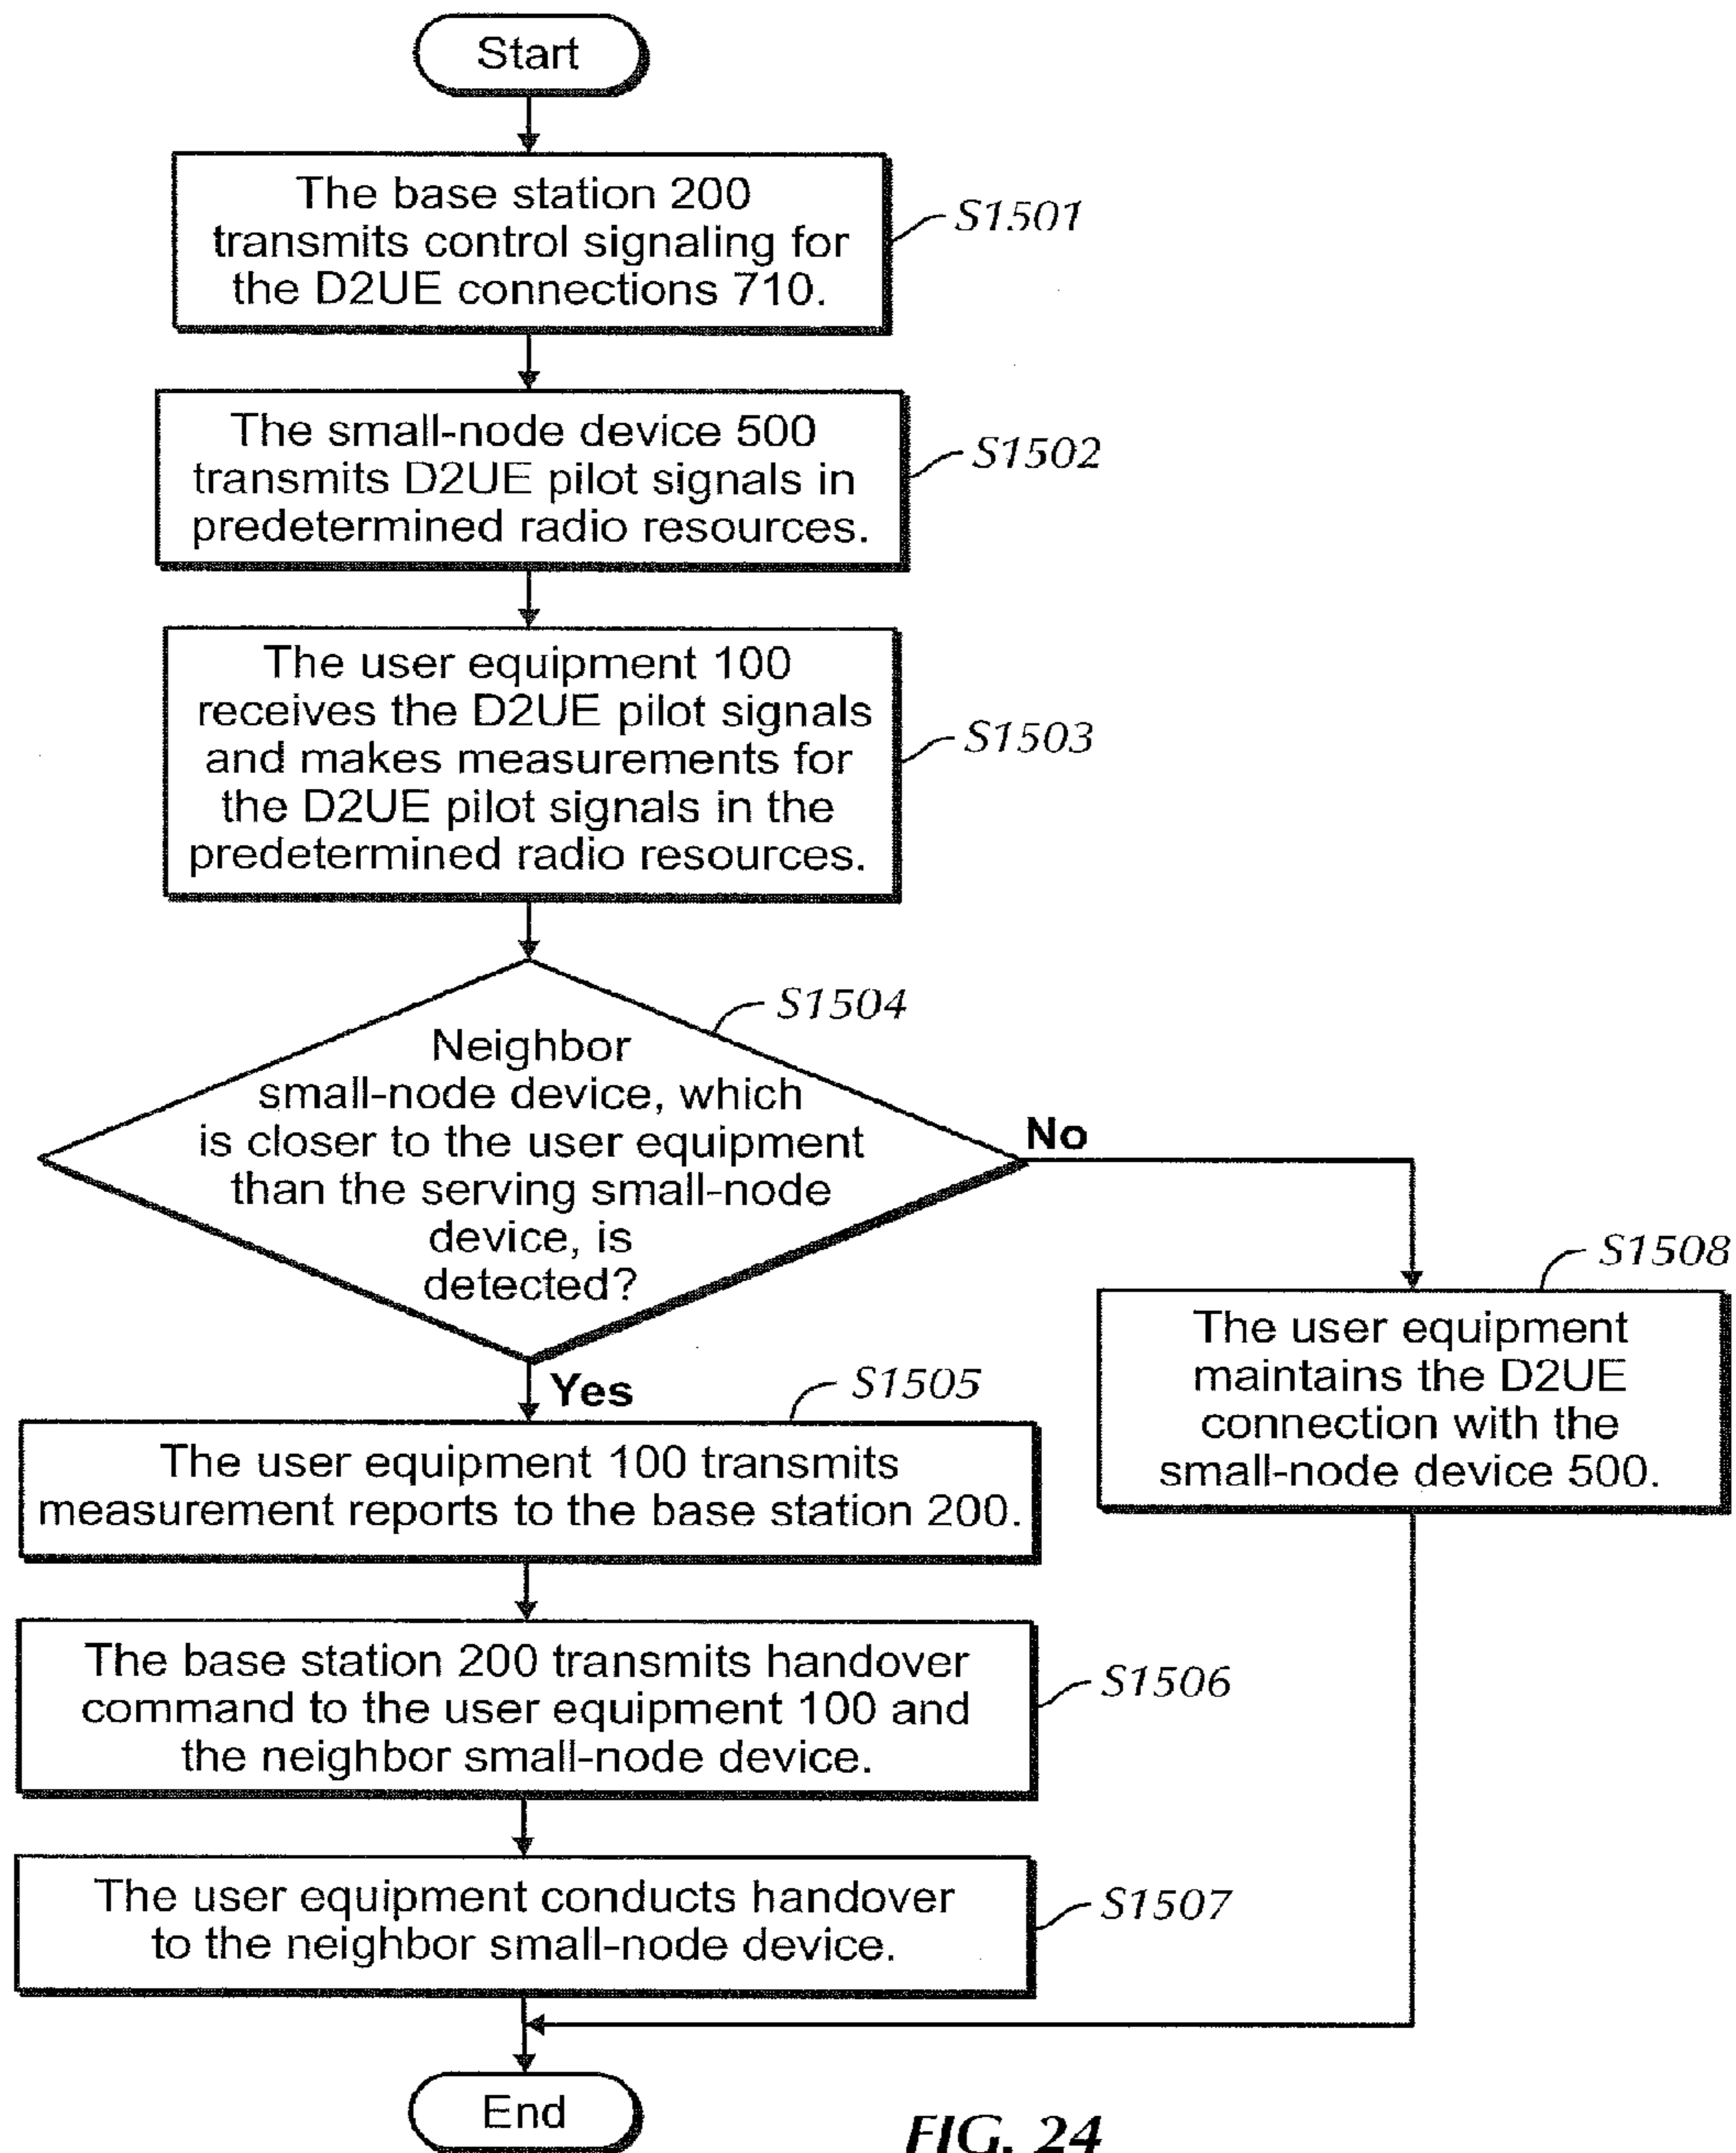 Start
The base station 200
transmits control signaling for
the D2UE connections 710.
S1501
The small-node device 500
transmits D2UE pilot signals in
predetermined radio resources.
S1502
The user equipment 100
receives the D2UE pilot signals
and makes measurements for
the D2UE pilot signals in the
predetermined radio resources.
S1503
S1504
Neighbor
small-node device, which
is closer to the user equipment
than the serving small-node
device, is
detected?
No
Yes
S1508
The user equipment
maintains the D2UE
connection with the
small-node device 500.
S1505
The user equipment 100 transmits
measurement reports to the base station 200.
The base station 200 transmits handover
command to the user equipment 100 and
the neighbor small-node device.
S1506
The user equipment conducts handover
to the neighbor small-node device.
S1507
End
FIG. 24